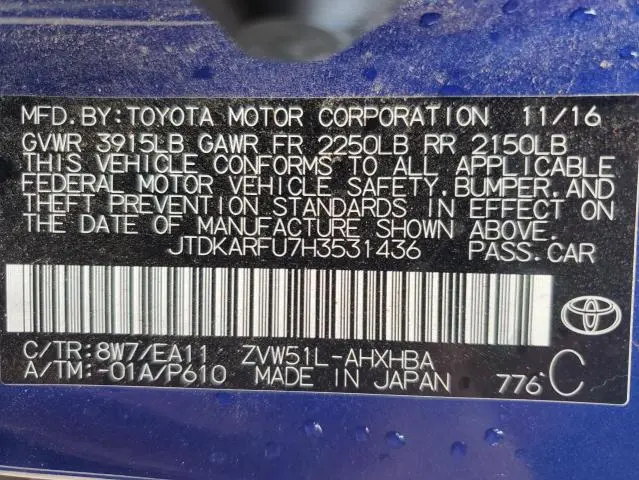 MFD.BY:TOYOTA MOTOR CORPORATION 11/16
GVWR 3915LB GAWR FR 2250LB RR 2150LB
THIS VEHICLE CONFORMS TO ALL APPLICABLE
FEDERAL MOTOR VEHICLE SAFETY,BUMPER,AND
THEFT PREVENTION STANDARDS IN EFFECT ON
THE DATE OF MANUFACTURE SHOWN ABOVE.
JTDKARFU7H3531436 PASS.CAR
C/TR:8W7/EA11 ZVW51L-AHXHBA
A/TM:-01A/P610 MADE IN JAPAN 776 C